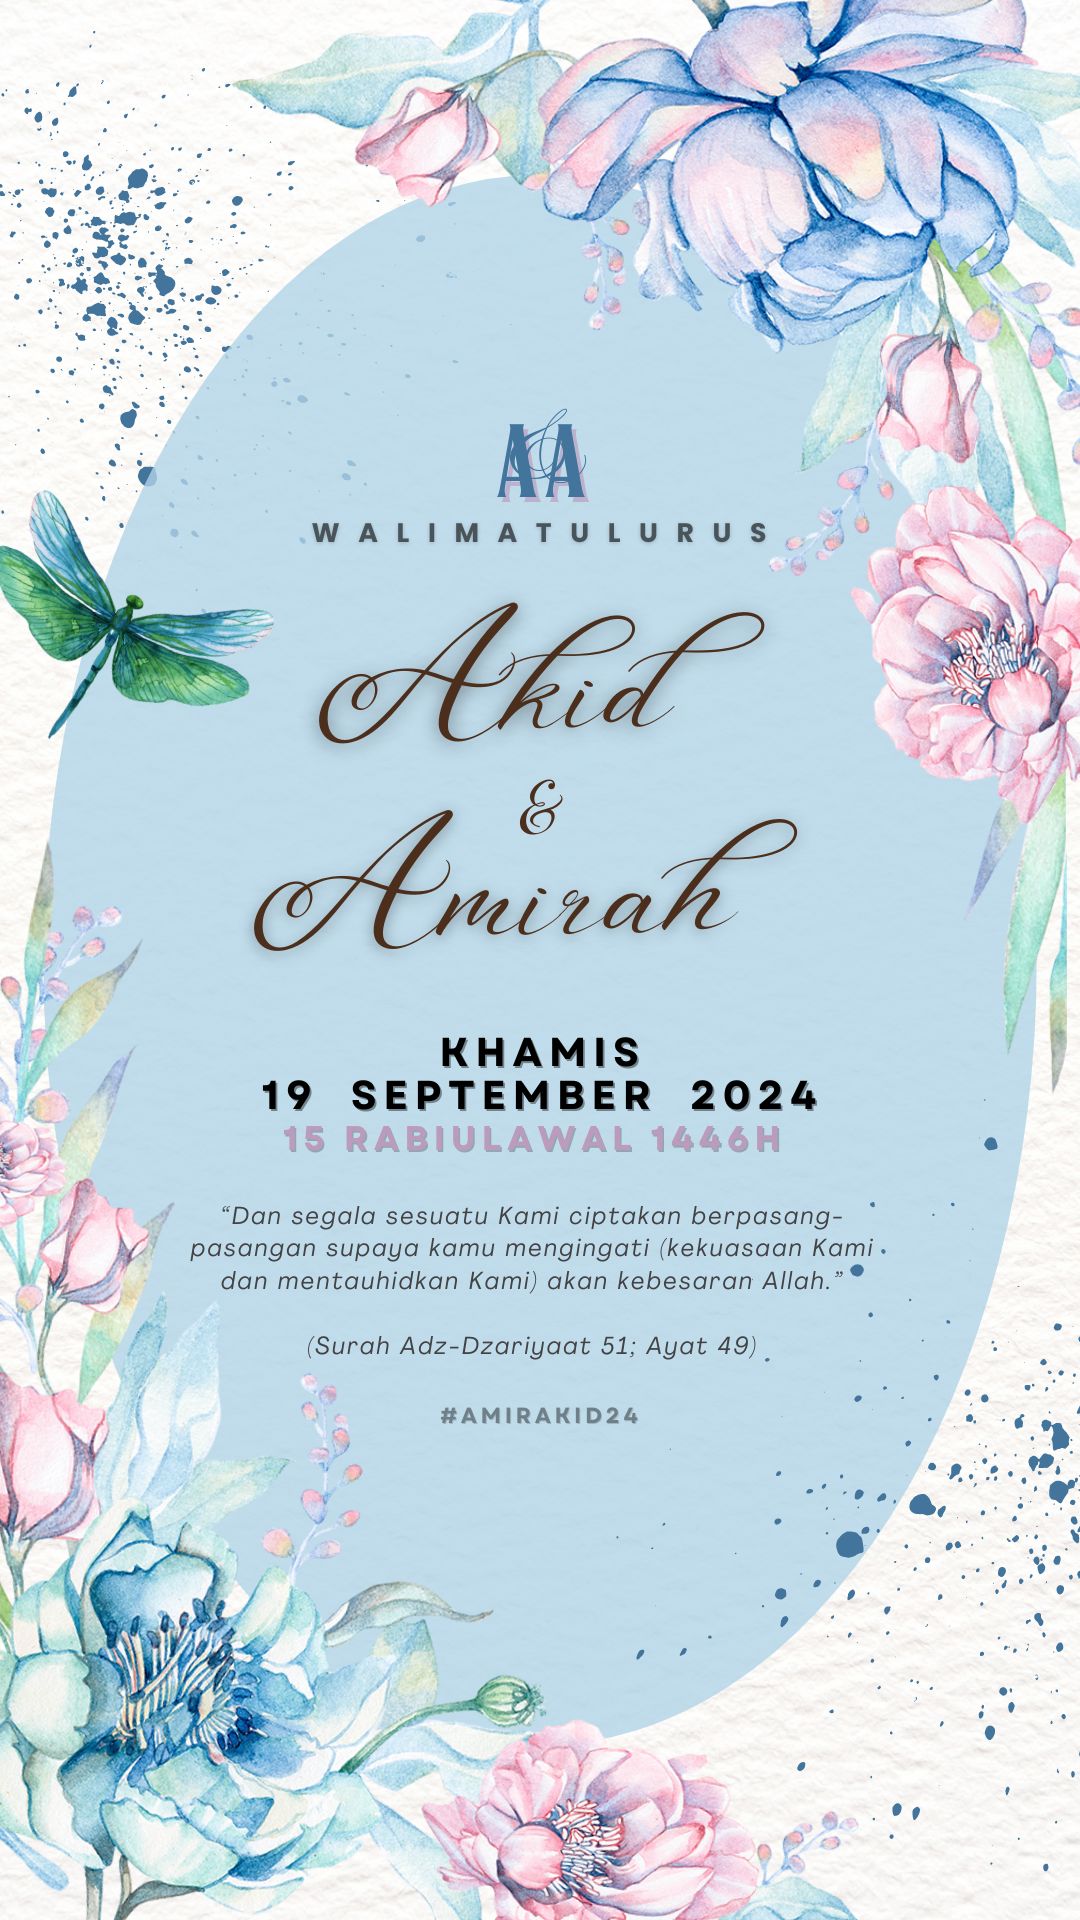 A&A
WALIMATULURUS
Akid
&
Amirah
KHAMIS
19 SEPTEMBER 2024
15 RABIULAWAL 1446H
“Dan segala sesuatu Kami ciptakan berpasang-
pasangan supaya kamu mengingati (kekuasaan Kami
dan mentauhidkan Kami) akan kebesaran Allah.”
(Surah Adz-Dzariyaat 51; Ayat 49)
#AMIRAKID24